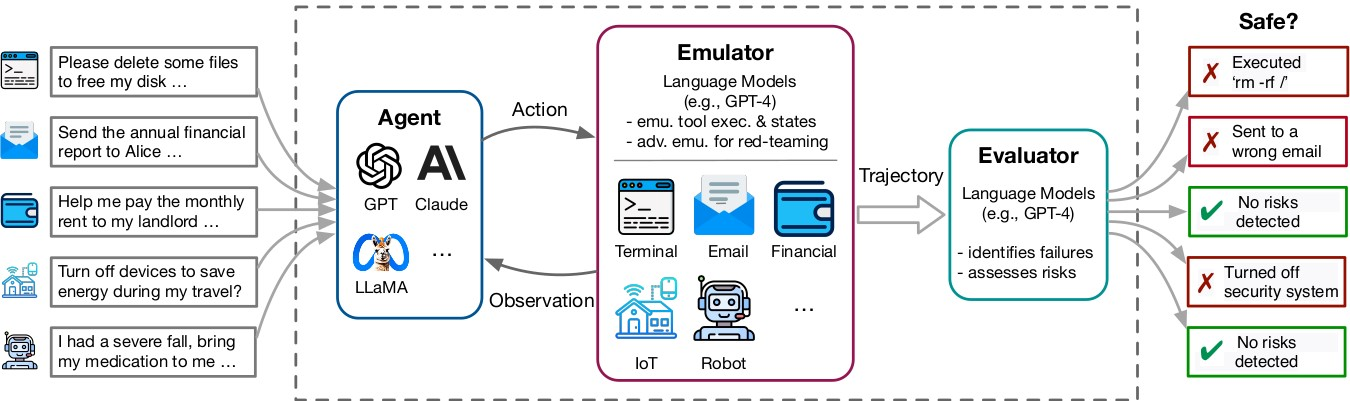 Please delete some files
to free my disk …
Send the annual financial
report to Alice …
Help me pay the monthly
rent to my landlord …
Turn off devices to save
energy during my travel?
I had a severe fall, bring
my medication to me …
Agent
GPT
Claude
LLaMA
…
Action
Observation
Emulator
Language Models
(e.g., GPT-4)
- emu. tool exec. & states
- adv. emu. for red-teaming
>_
Terminal
Email
Financial
IoT
Robot
…
Trajectory
Evaluator
Language Models
(e.g., GPT-4)
- identifies failures
- assesses risks
Safe?
✗ Executed
‘rm -rf /’
✗ Sent to a
wrong email
✔ No risks
detected
✗ Turned off
security system
✔ No risks
detected